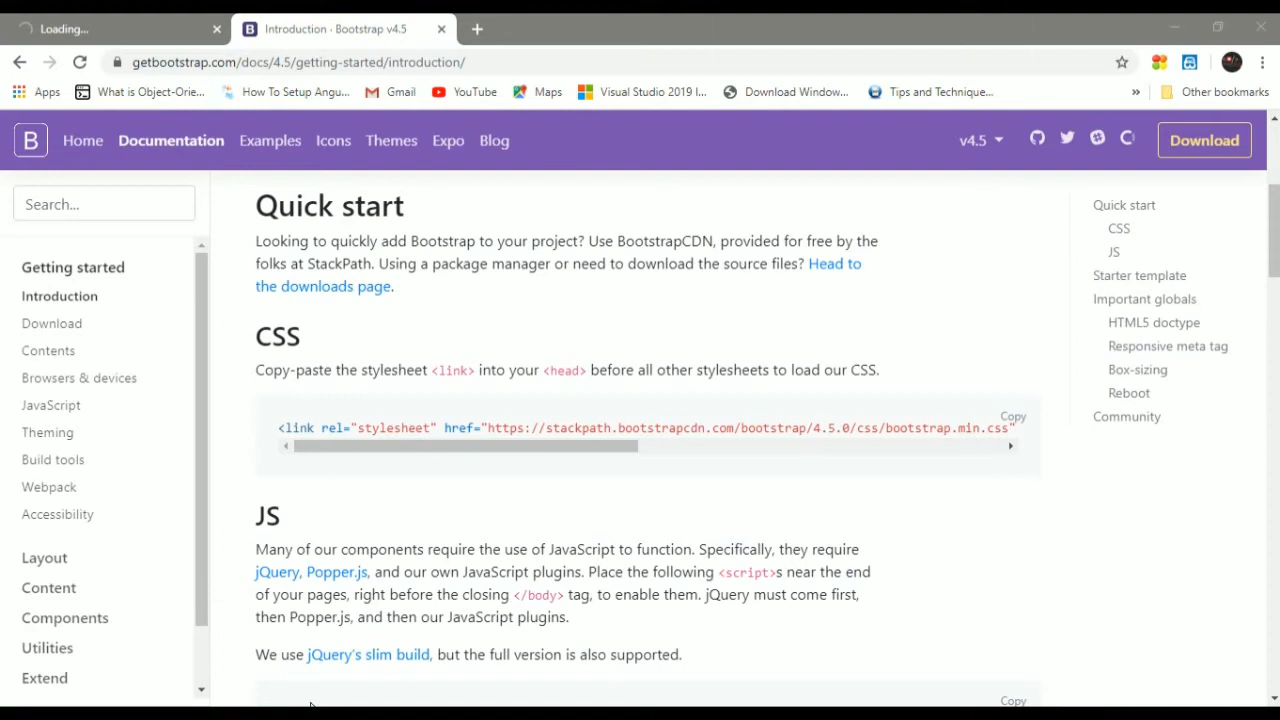 Loading...
Introduction · Bootstrap v4.5
getbootstrap.com/docs/4.5/getting-started/introduction/
Apps
What is Object-Orie...
How To Setup Angu...
Gmail
YouTube
Maps
Visual Studio 2019 I...
Download Window...
Tips and Technique...
»
Other bookmarks
B
Home
Documentation
Examples
Icons
Themes
Expo
Blog
v4.5
Download
Search...
Getting started
Introduction
Download
Contents
Browsers & devices
JavaScript
Theming
Build tools
Webpack
Accessibility
Layout
Content
Components
Utilities
Extend
Quick start
Looking to quickly add Bootstrap to your project? Use BootstrapCDN, provided for free by the
folks at StackPath. Using a package manager or need to download the source files? Head to
the downloads page.
CSS
Copy-paste the stylesheet <link> into your <head> before all other stylesheets to load our CSS.
Copy
<link rel="stylesheet" href="https://stackpath.bootstrapcdn.com/bootstrap/4.5.0/css/bootstrap.min.css"
JS
Many of our components require the use of JavaScript to function. Specifically, they require
jQuery, Popper.js, and our own JavaScript plugins. Place the following <script>s near the end
of your pages, right before the closing </body> tag, to enable them. jQuery must come first,
then Popper.js, and then our JavaScript plugins.
We use jQuery's slim build, but the full version is also supported.
Copy
Quick start
CSS
JS
Starter template
Important globals
HTML5 doctype
Responsive meta tag
Box-sizing
Reboot
Community